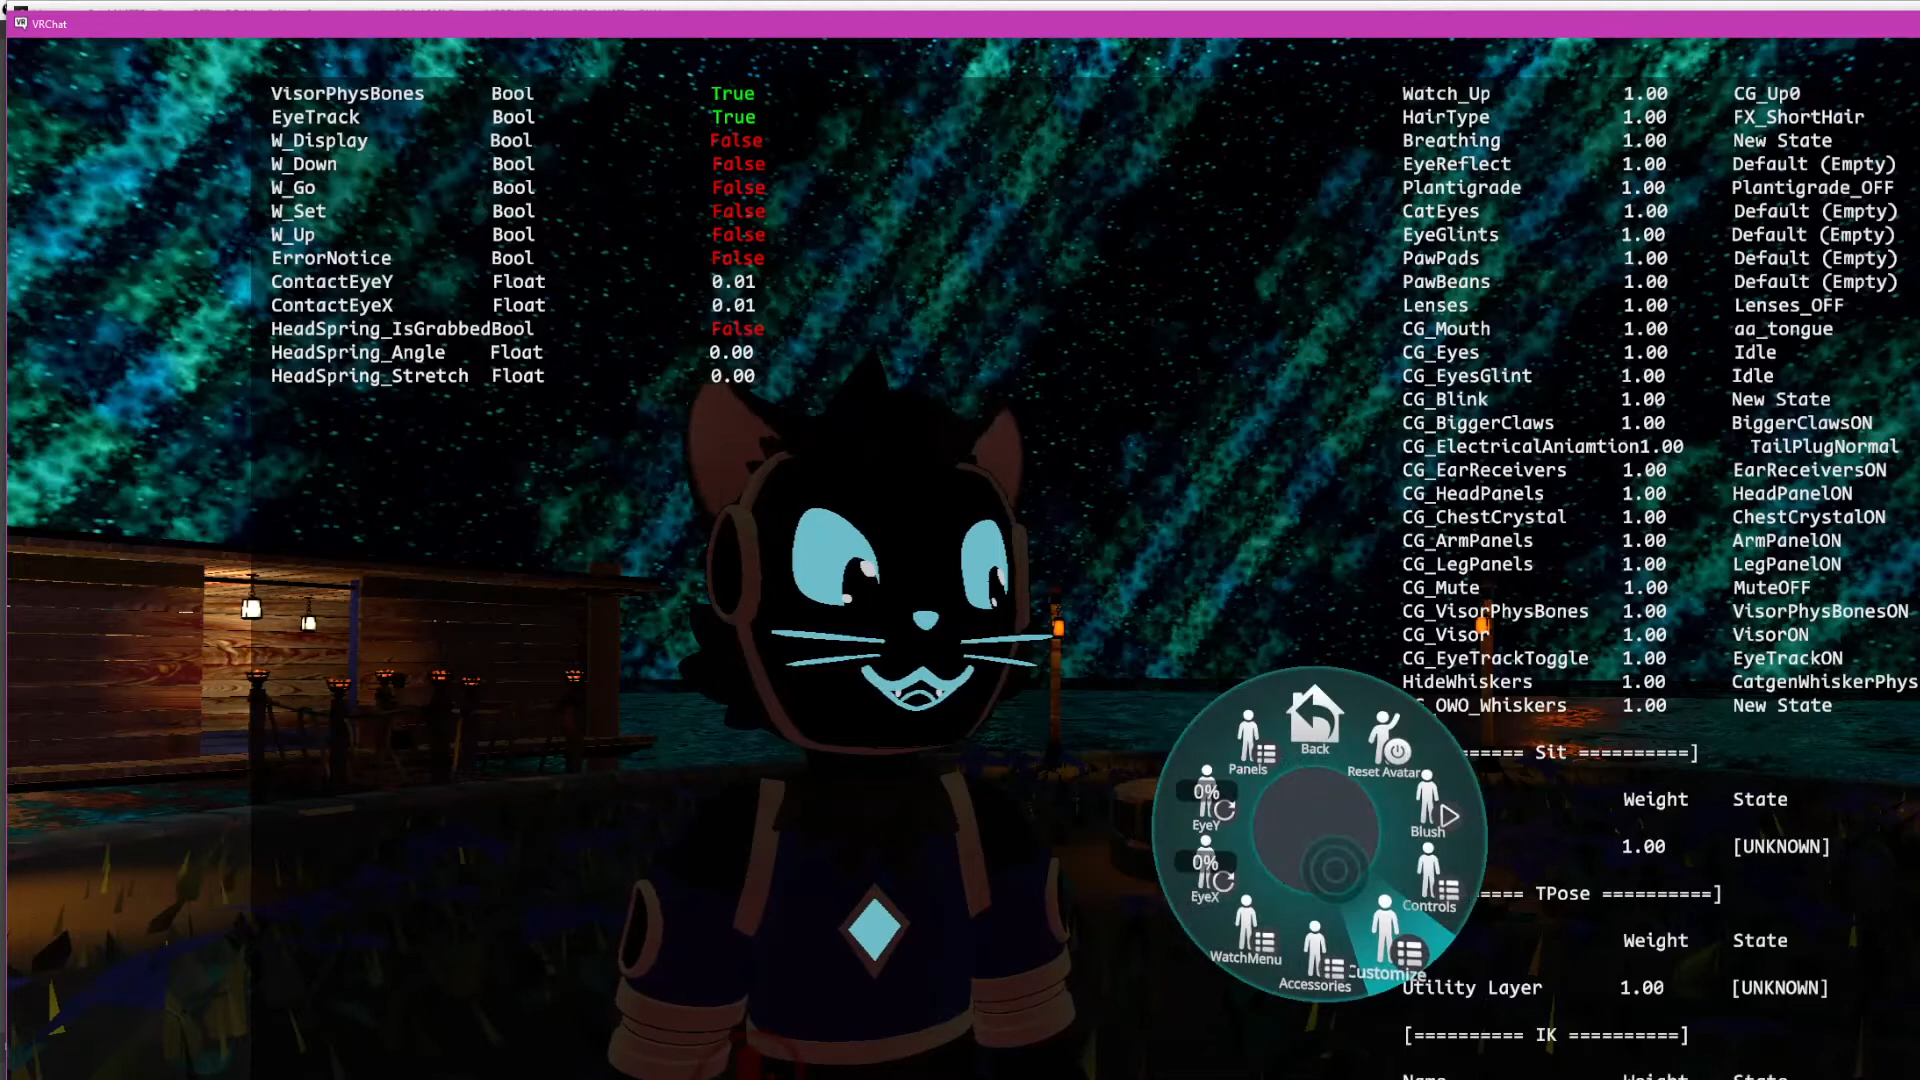 VRChat
VisorPhysBones Bool True
EyeTrack Bool True
W_Display Bool False
W_Down Bool False
W_Go Bool False
W_Set Bool False
W_Up Bool False
ErrorNotice Bool False
ContactEyeY Float 0.01
ContactEyeX Float 0.01
HeadSpring_IsGrabbedBool False
HeadSpring_Angle Float 0.00
HeadSpring_Stretch Float 0.00
Watch_Up 1.00 CG_Up0
HairType 1.00 FX_ShortHair
Breathing 1.00 New State
EyeReflect 1.00 Default (Empty)
Plantigrade 1.00 Plantigrade_OFF
CatEyes 1.00 Default (Empty)
EyeGlints 1.00 Default (Empty)
PawPads 1.00 Default (Empty)
PawBeans 1.00 Default (Empty)
Lenses 1.00 Lenses_OFF
CG_Mouth 1.00 aa_tongue
CG_Eyes 1.00 Idle
CG_EyesGlint 1.00 Idle
CG_Blink 1.00 New State
CG_BiggerClaws 1.00 BiggerClawsON
CG_ElectricalAniamtion1.00 TailPlugNormal
CG_EarReceivers 1.00 EarReceiversON
CG_HeadPanels 1.00 HeadPanelON
CG_ChestCrystal 1.00 ChestCrystalON
CG_ArmPanels 1.00 ArmPanelON
CG_LegPanels 1.00 LegPanelON
CG_Mute 1.00 MuteOFF
CG_VisorPhysBones 1.00 VisorPhysBonesON
CG_Visor 1.00 VisorON
CG_EyeTrackToggle 1.00 EyeTrackON
HideWhiskers 1.00 CatgenWhiskerPhys
_OWO_Whiskers 1.00 New State
====== Sit ==========]
Weight State
1.00 [UNKNOWN]
===== TPose ==========]
Weight State
Utility Layer 1.00 [UNKNOWN]
[========== IK ==========]
Back
Reset Avatar
Blush
Controls
Customize
Accessories
WatchMenu
0%
EyeX
0%
EyeY
Panels